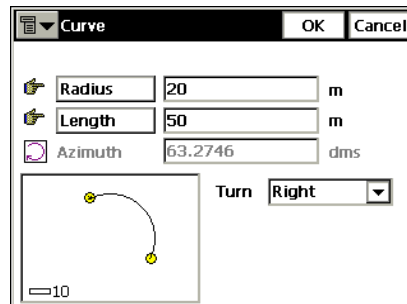 Curve OK Cancel
Radius 20 m
Length 50 m
Azimuth 63.2746 dms
Turn Right
10